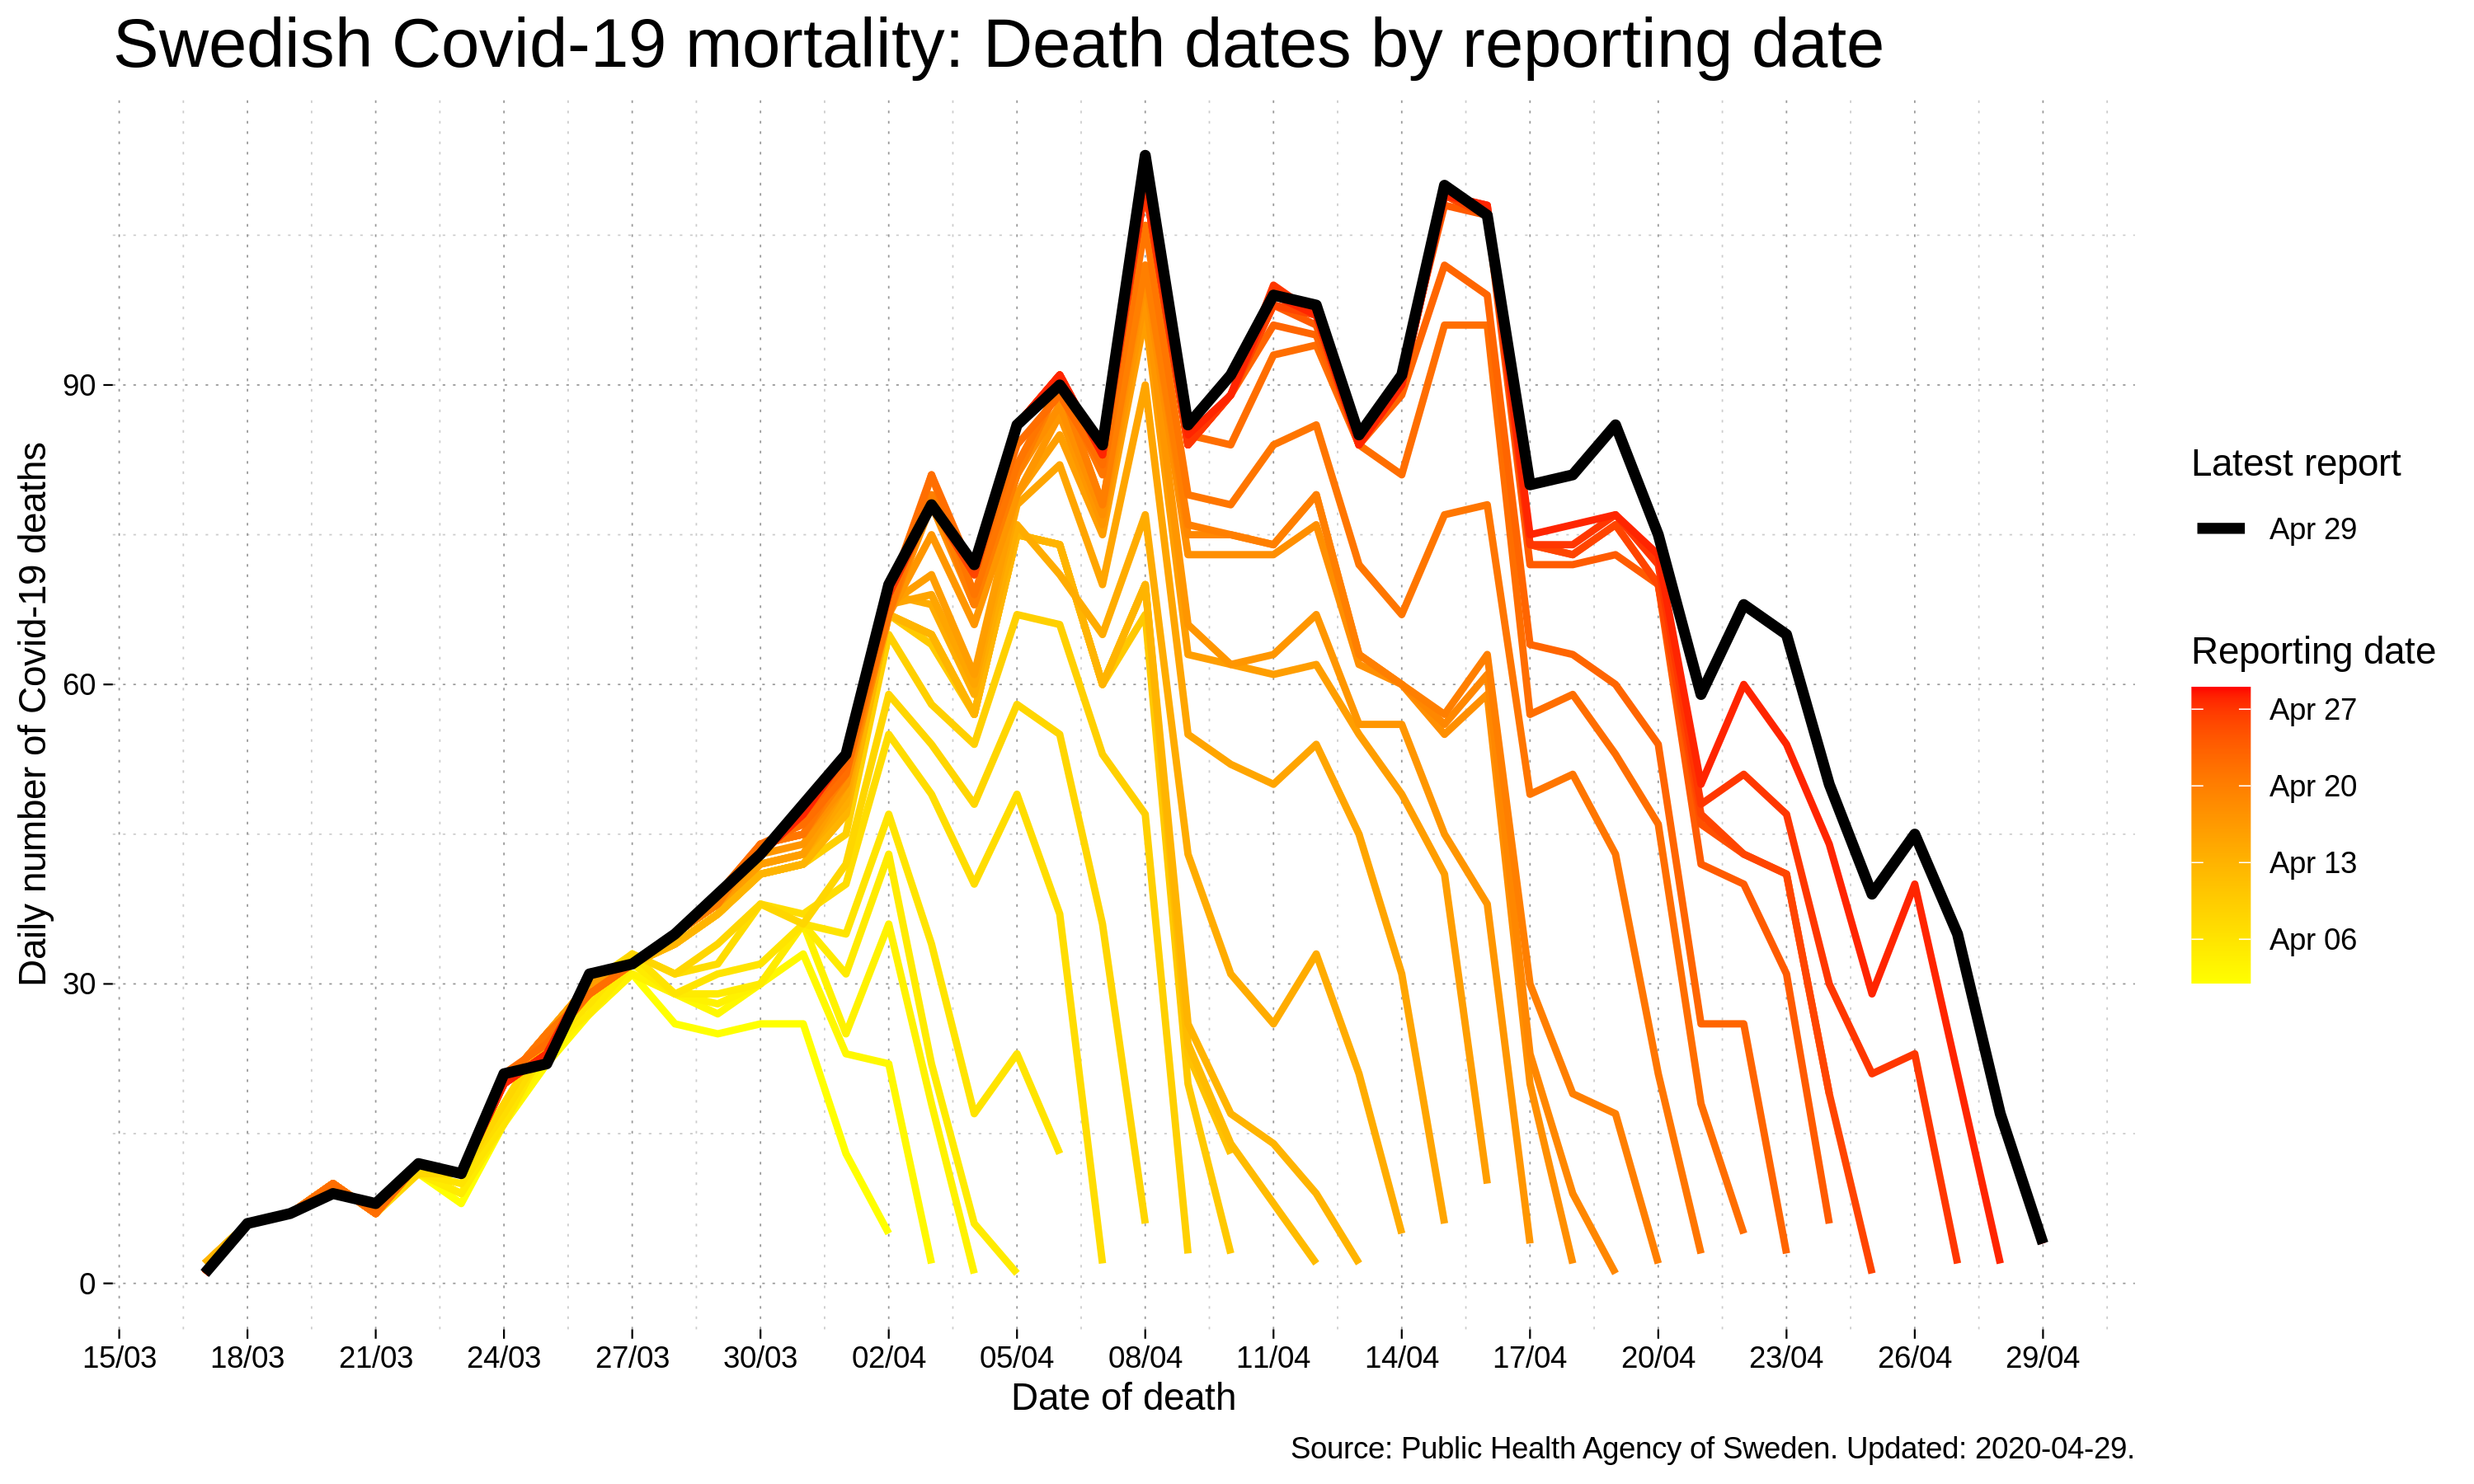 Swedish Covid-19 mortality: Death dates by reporting date
Daily number of Covid-19 deaths
90
60
30
0
15/03 18/03 21/03 24/03 27/03 30/03 02/04 05/04 08/04 11/04 14/04 17/04 20/04 23/04 26/04 29/04
Date of death
Latest report
Apr 29
Reporting date
Apr 27
Apr 20
Apr 13
Apr 06
Source: Public Health Agency of Sweden. Updated: 2020-04-29.